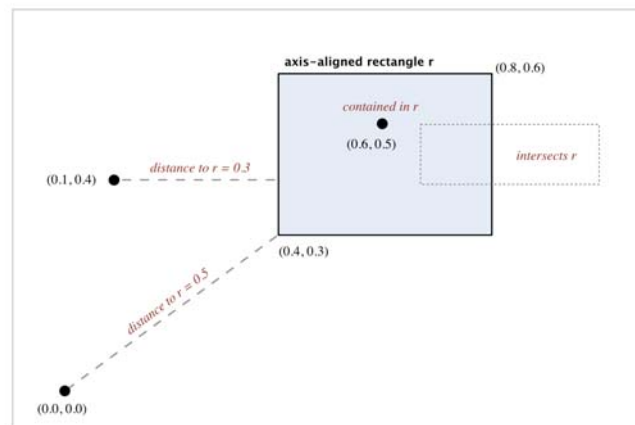 axis-aligned rectangle r
(0.8, 0.6)
contained in r
(0.6, 0.5)
intersects r
distance to r = 0.3
(0.1, 0.4)
(0.4, 0.3)
distance to r = 0.5
(0.0, 0.0)